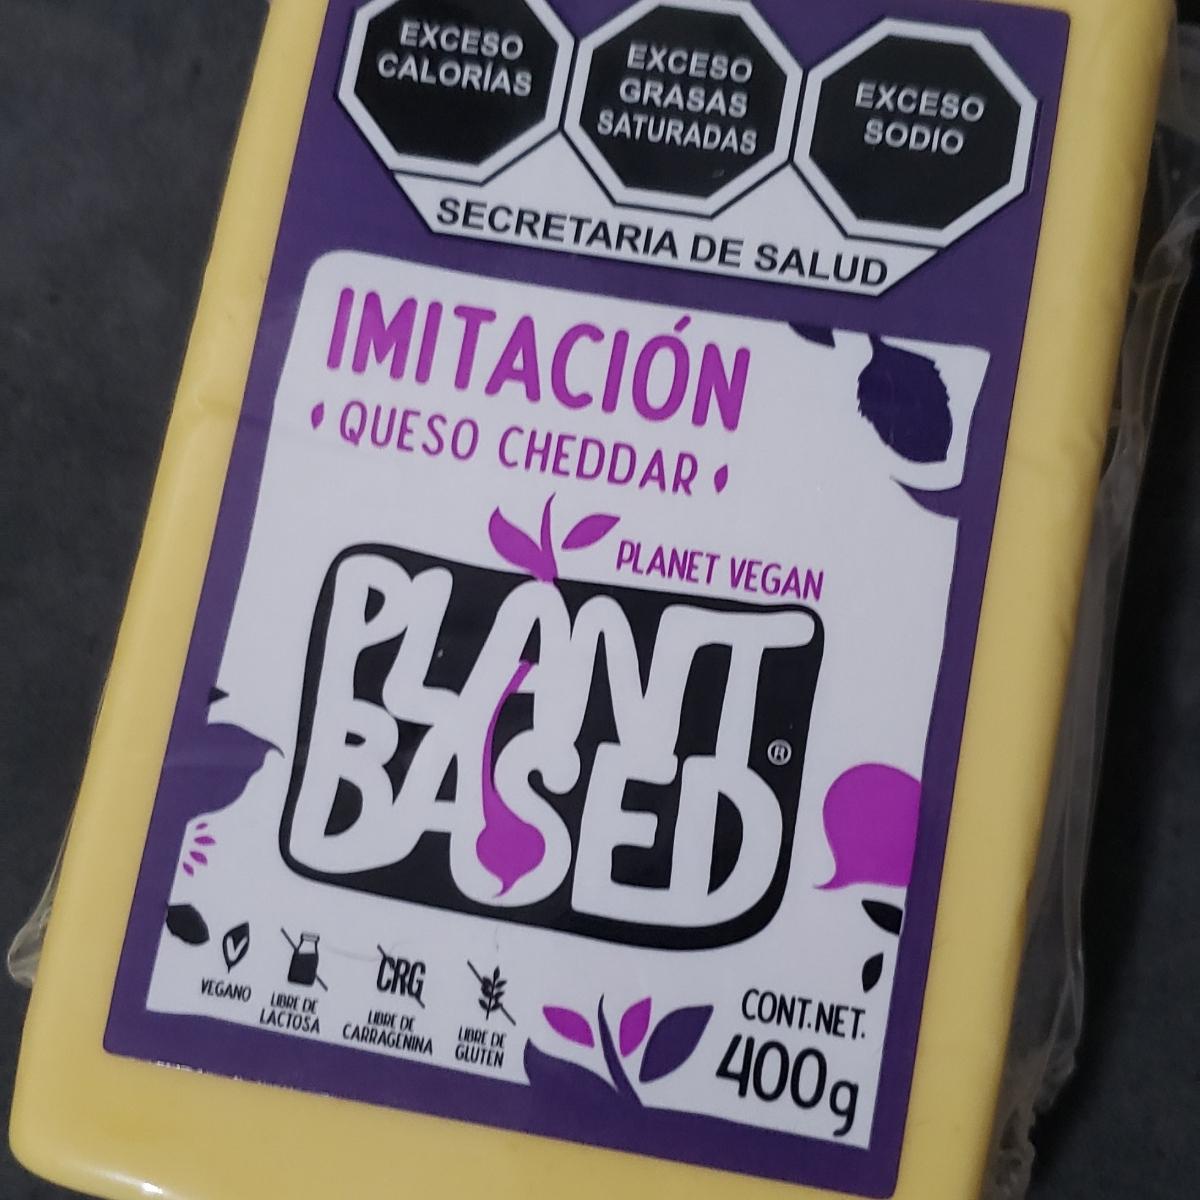 EXCESO
CALORÍAS
EXCESO
GRASAS
SATURADAS
EXCESO
SODIO
SECRETARIA DE SALUD
IMITACIÓN
QUESO CHEDDAR
PLANET VEGAN
PLANT
BASED
®
VEGANO
LIBRE DE
LACTOSA
CRG
LIBRE DE
CARRAGENINA
LIBRE DE
GLUTEN
CONT.NET.
400g